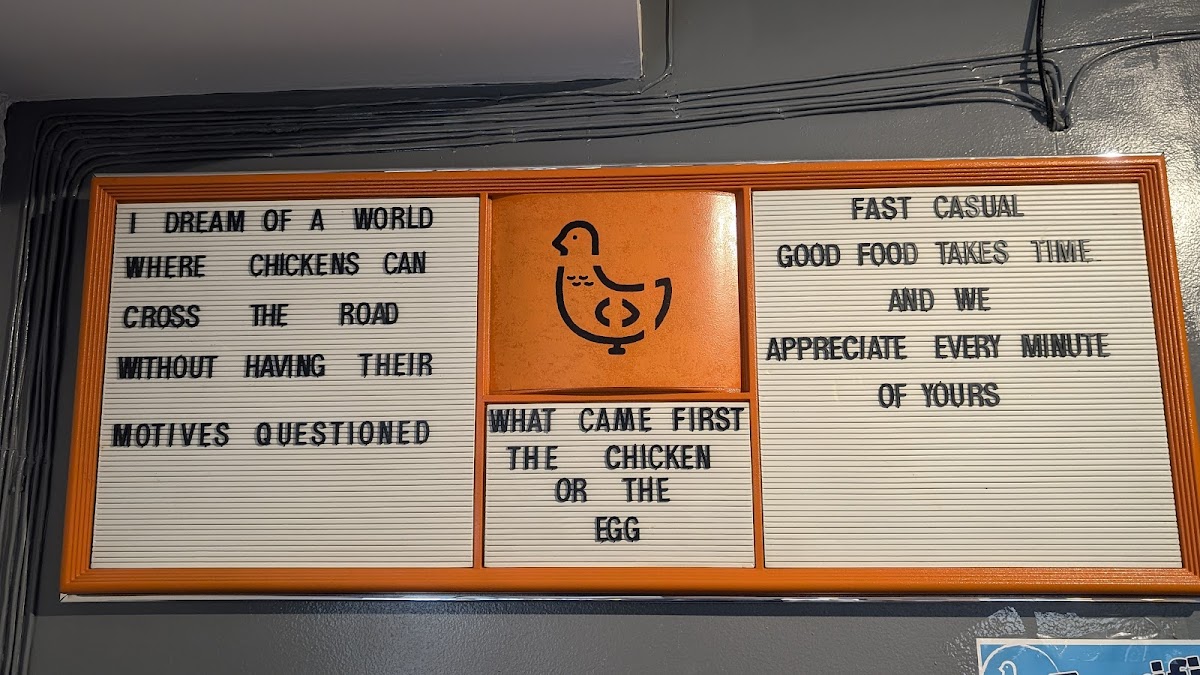 I DREAM OF A WORLD
WHERE CHICKENS CAN
CROSS THE ROAD
WITHOUT HAVING THEIR
MOTIVES QUESTIONED
WHAT CAME FIRST
THE CHICKEN
OR THE
EGG
FAST CASUAL
GOOD FOOD TAKES TIME
AND WE
APPRECIATE EVERY MINUTE
OF YOURS